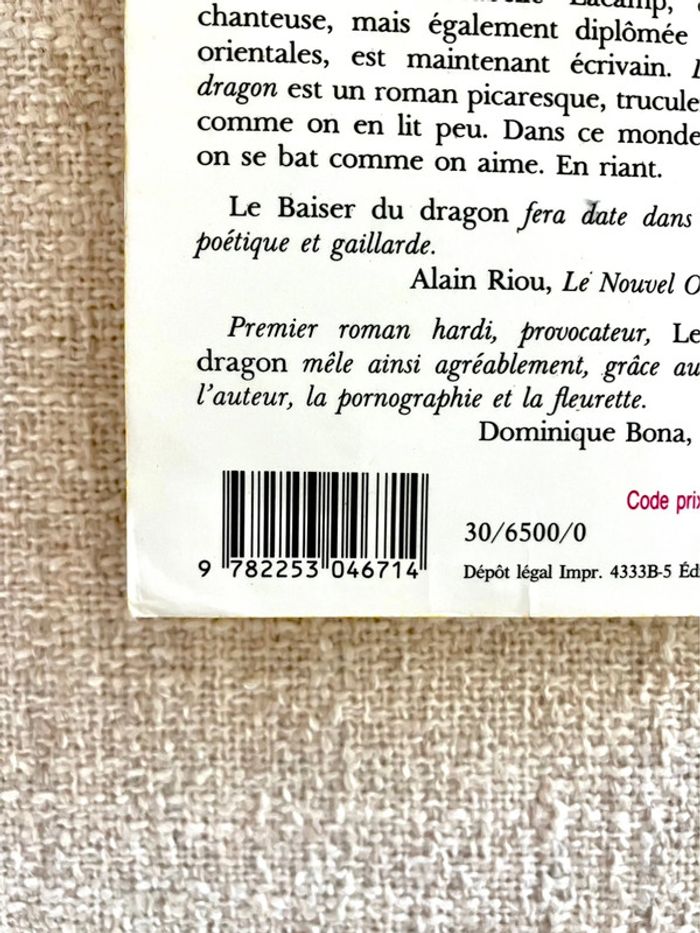 Lacamp,
chanteuse, mais également diplômée
orientales, est maintenant écrivain.
dragon est un roman picaresque, trucule
comme on en lit peu. Dans ce monde
on se bat comme on aime. En riant.
Le Baiser du dragon fera date dans
poétique et gaillarde.
Alain Riou, Le Nouvel O
Premier roman hardi, provocateur, Le
dragon mêle ainsi agréablement, grâce au
l'auteur, la pornographie et la fleurette.
Dominique Bona,
Code prix
30/6500/0
9 782253 046714
Dépôt légal Impr. 4333B-5 Éd